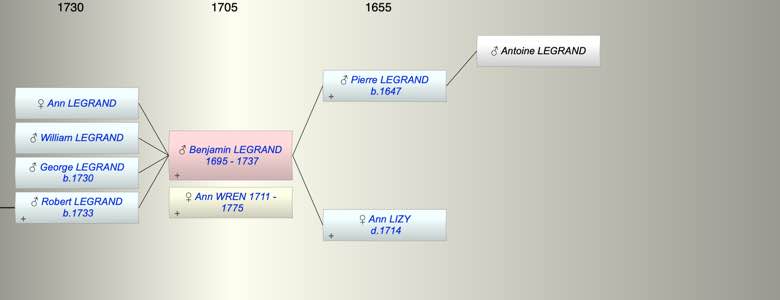 1730
1705
1655
♂ Antoine LEGRAND
♂ Pierre LEGRAND
b.1647
+
♀ Ann LEGRAND
♂ William LEGRAND
♂ George LEGRAND
b.1730
♂ Robert LEGRAND
b.1733
+
♂ Benjamin LEGRAND
1695 - 1737
+
♀ Ann WREN 1711 -
1775
+
♀ Ann LIZY
d.1714
+